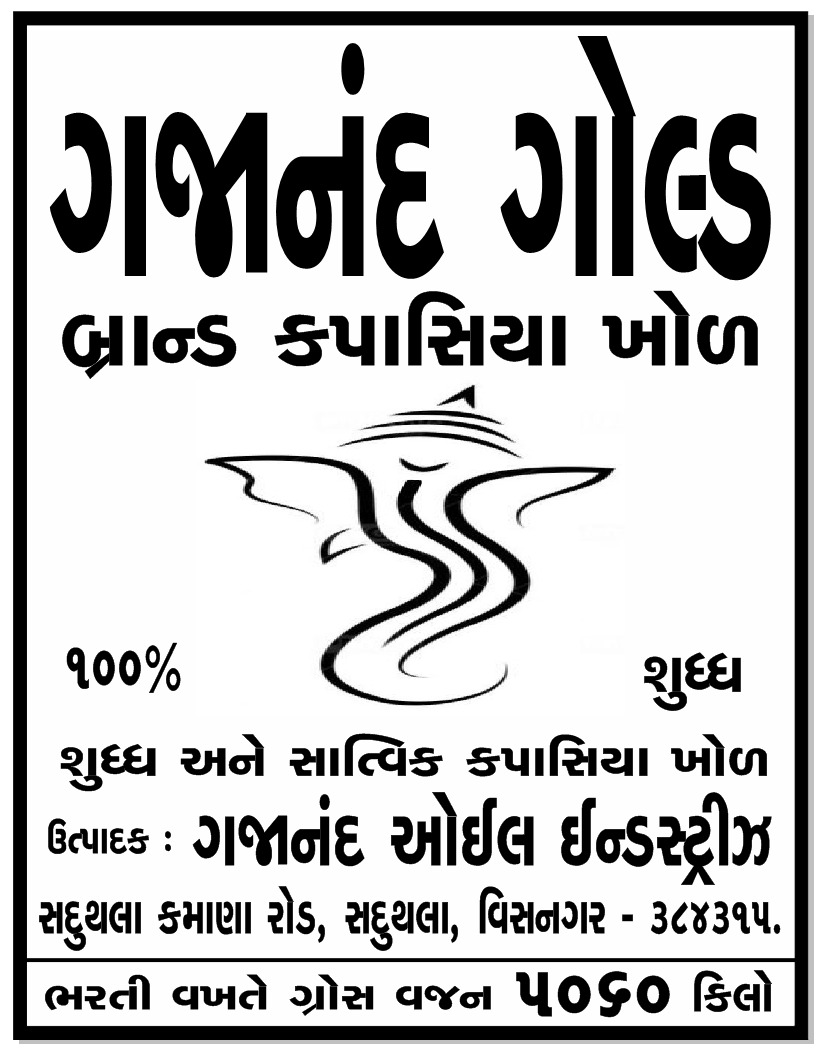 ગજાનંદ ગોલ્ડ
બ્રાન્ડ કપાસિયા ખોળ
૧૦૦% શુધ્ધ
શુધ્ધ અને સાત્વિક કપાસિયા ખોળ
ઉત્પાદક : ગજાનંદ ઓઈલ ઈન્ડસ્ટ્રીઝ
સદુથલા કમાણા રોડ, સદુથલા, વિસનગર - ૩૮૪૩૧૫.
ભરતી વખતે ગ્રોસ વજન ૫૦૬૦ કિલો